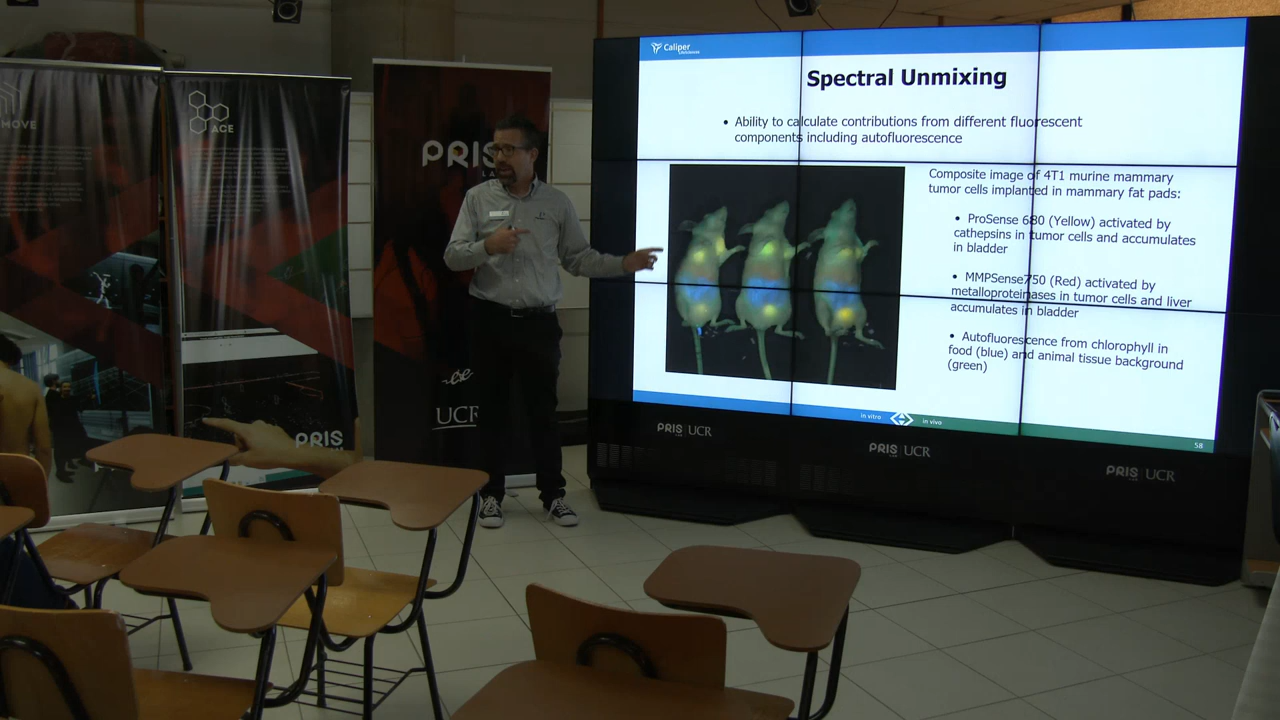 MOVE
ACE
PRIS
LAB
UCR
PRIS
Caliper
LifeSciences
Spectral Unmixing
• Ability to calculate contributions from different fluorescent
components including autofluorescence
Composite image of 4T1 murine mammary
tumor cells implanted in mammary fat pads:
• ProSense 680 (Yellow) activated by
cathepsins in tumor cells and accumulates
in bladder
• MMPSense750 (Red) activated by
metalloproteinases in tumor cells and liver
accumulates in bladder
• Autofluorescence from chlorophyll in
food (blue) and animal tissue background
(green)
in vitro
in vivo
58
PRIS UCR
PRIS UCR
PRIS UCR